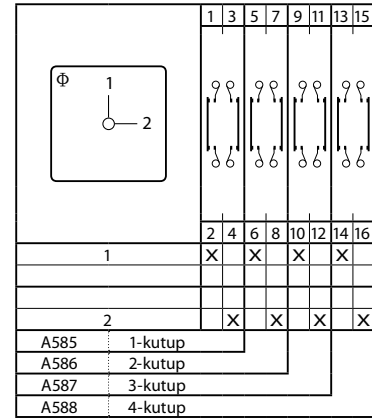 1 3 5 7 9 11 13 15
Φ 1
2
2 4 6 8 10 12 14 16
1 X X X X
2 X X X X
A585 1-kutup
A586 2-kutup
A587 3-kutup
A588 4-kutup